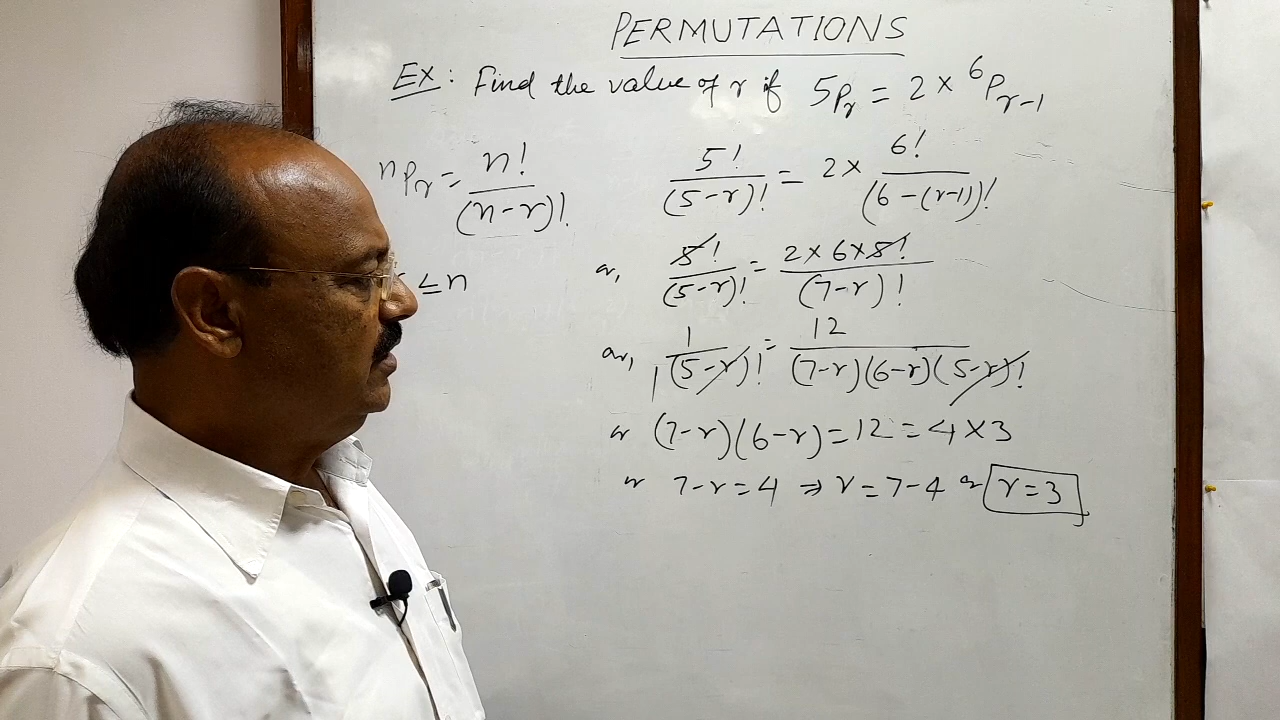 PERMUTATIONS
Ex: Find the value of r if 5Pr = 2 × ⁶Pr-1
ⁿPr = n!/(n-r)!
≤ n
5!/(5-r)! = 2 × 6!/(6-(r-1))!
or, 5!/(5-r)! = 2×6×5!/(7-r)!
or, 1/(5-r)! = 12/(7-r)(6-r)(5-r)!
or (7-r)(6-r) = 12 = 4×3
or 7-r = 4 ⇒ r = 7-4 or r = 3